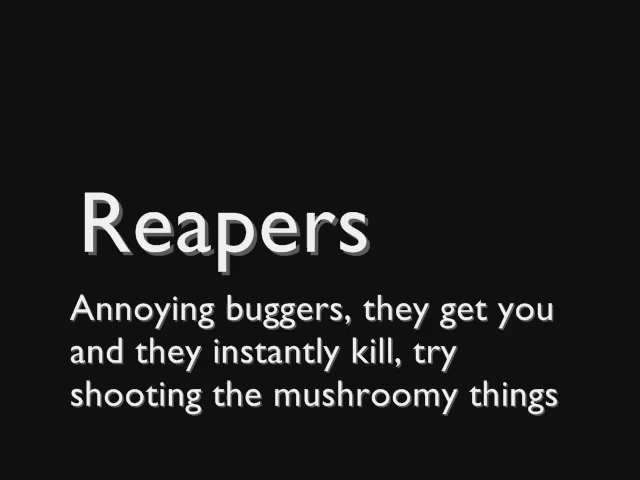 Reapers
Annoying buggers, they get you
and they instantly kill, try
shooting the mushroomy things